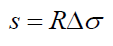 s = RΔσ